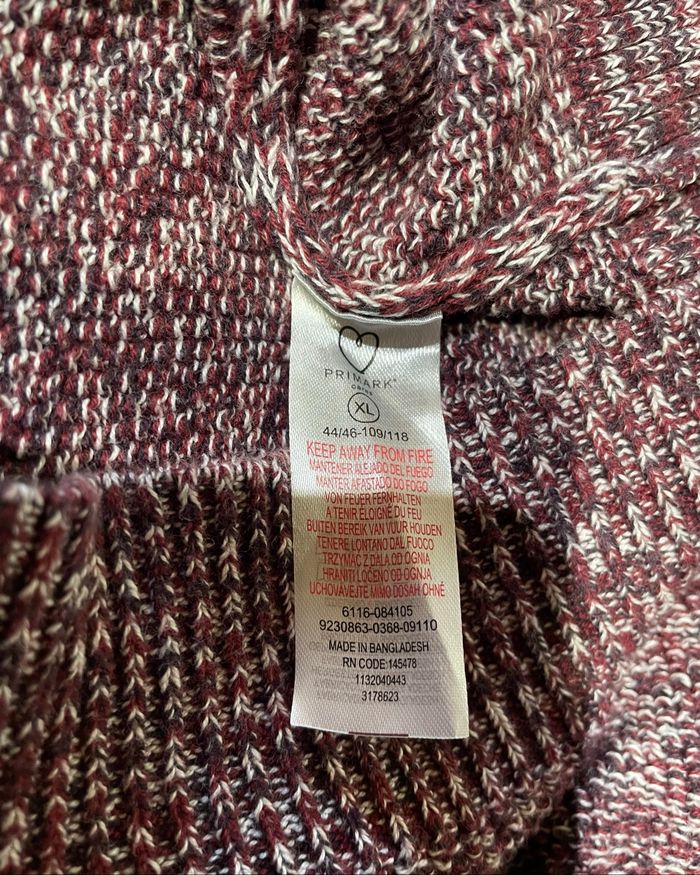 PRIMARK®
cares
XL
44/46-109/118
KEEP AWAY FROM FIRE
MANTENER ALEJADO DEL FUEGO
MANTER AFASTADO DO FOGO
VON FEUER FERNHALTEN
A TENIR ÉLOIGNÉ DU FEU
BUITEN BEREIK VAN VUUR HOUDEN
TENERE LONTANO DAL FUOCO
TRZYMAĆ Z DALA OD OGNIA
HRANITI LOČENO OD OGNJA
UCHOVÁVEJTE MIMO DOSAH OHNĚ
6116-084105
9230863-0368-09110
MADE IN BANGLADESH
RN CODE:145478
1132040443
3178623